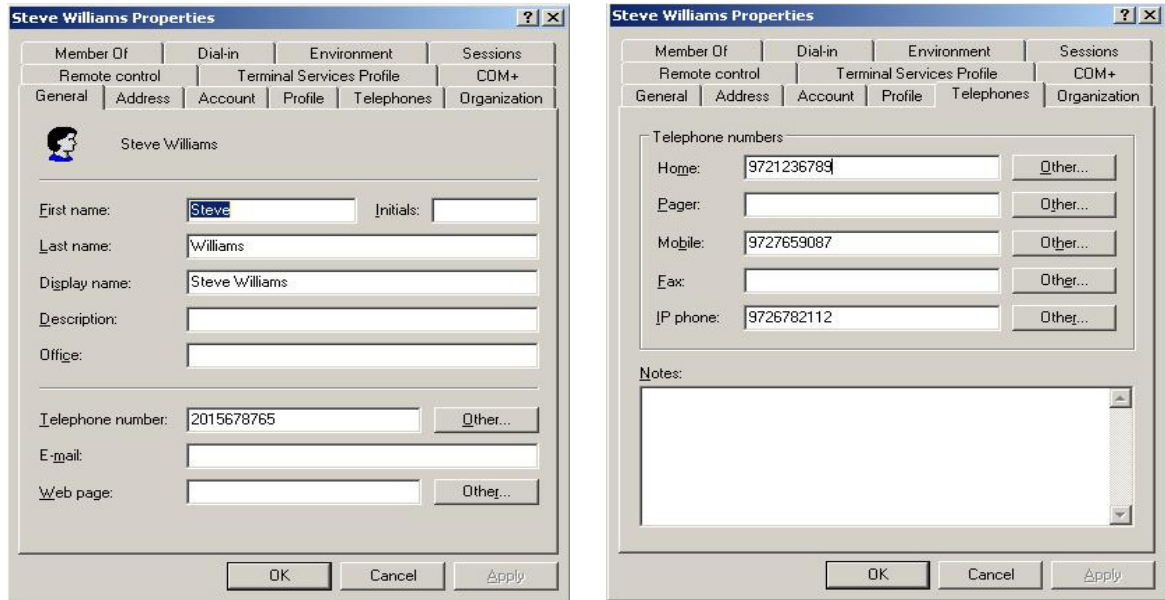 Steve Williams Properties
Member Of Dial-in Environment Sessions
Remote control Terminal Services Profile COM+
General Address Account Profile Telephones Organization
Steve Williams
First name: Steve Initials:
Last name: Williams
Display name: Steve Williams
Description:
Office:
Telephone number: 2015678765 Other...
E-mail:
Web page: Other...
OK Cancel Apply
Steve Williams Properties
Member Of Dial-in Environment Sessions
Remote control Terminal Services Profile COM+
General Address Account Profile Telephones Organization
Telephone numbers
Home: 9721236789 Other...
Pager: Other...
Mobile: 9727659087 Other...
Fax: Other...
IP phone: 9726782112 Other...
Notes:
OK Cancel Apply